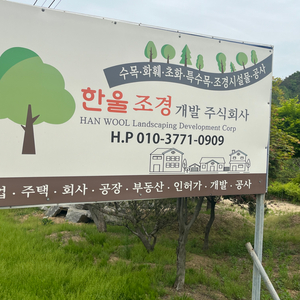 수목·화훼·초화·특수목·조경시설물·공사
한울조경개발 주식회사
HAN WOOL Landscaping Development Corp
H.P 010-3771-0909
업·주택·회사·공장·부동산·인허가·개발·공사